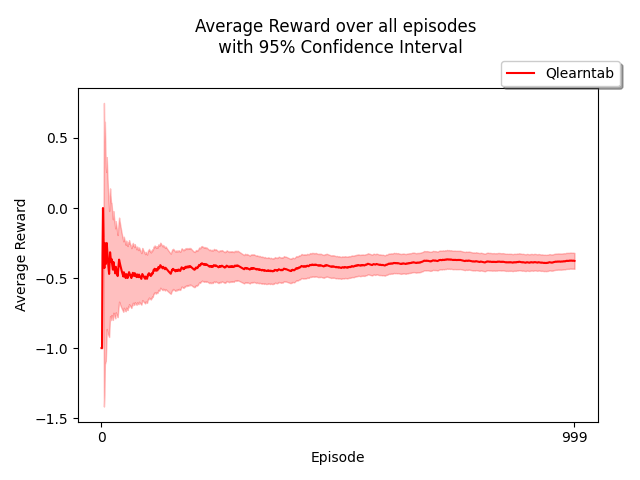 Average Reward over all episodes
with 95% Confidence Interval
Qlearntab
0.5
0.0
−0.5
−1.0
−1.5
Average Reward
0
999
Episode